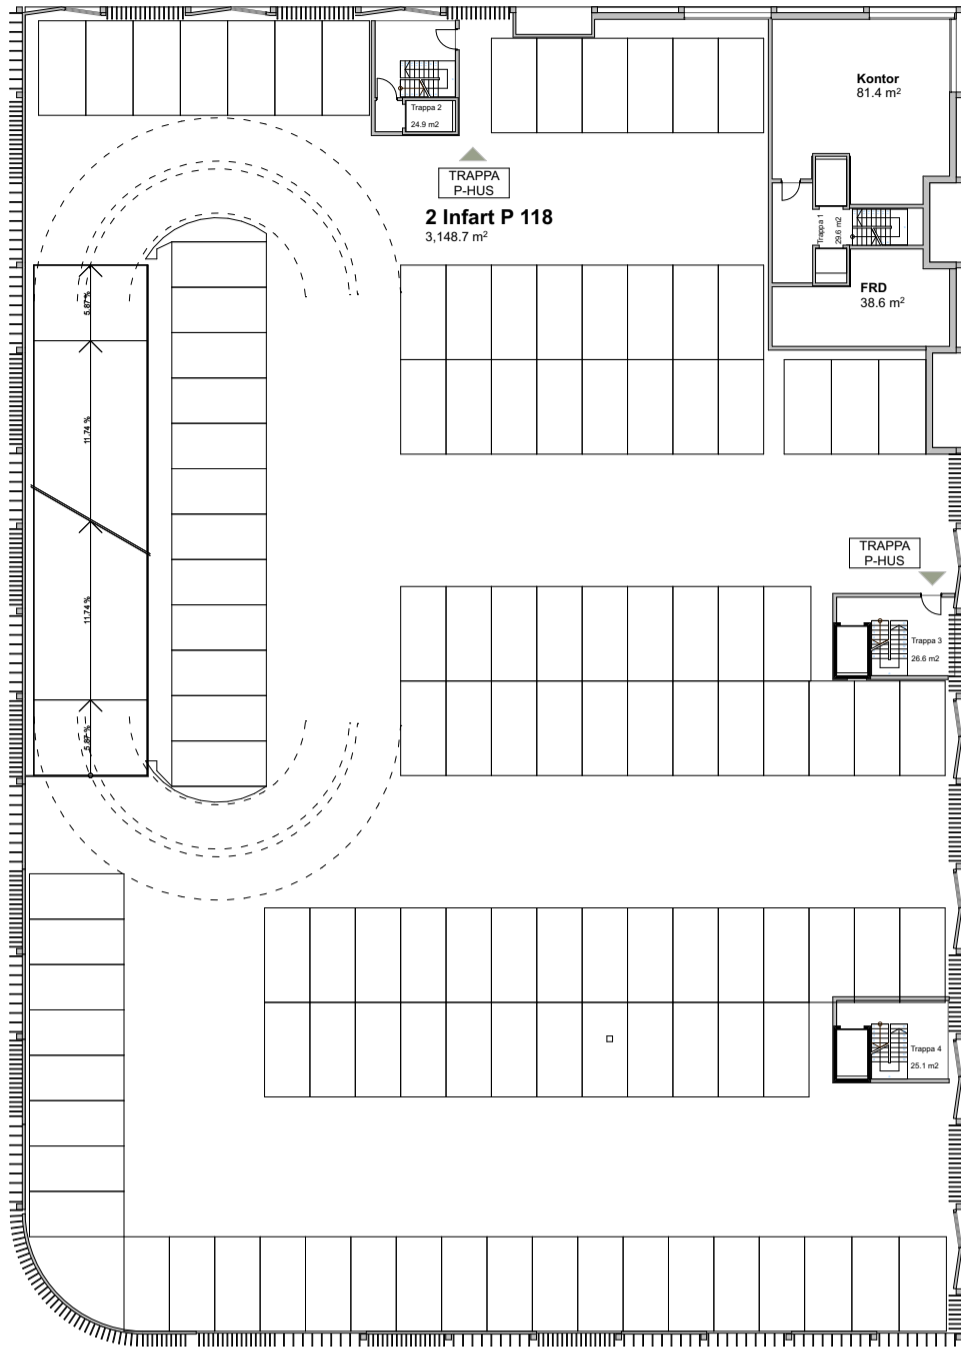 Kontor
81.4 m²
Trappa 2
24.9 m2
TRAPPA
P-HUS
2 Infart P 118
3,148.7 m²
Trappa 1
29.6 m2
FRD
38.6 m²
5.87 %
11.74 %
11.74 %
5.87 %
TRAPPA
P-HUS
Trappa 3
26.6 m2
Trappa 4
25.1 m2